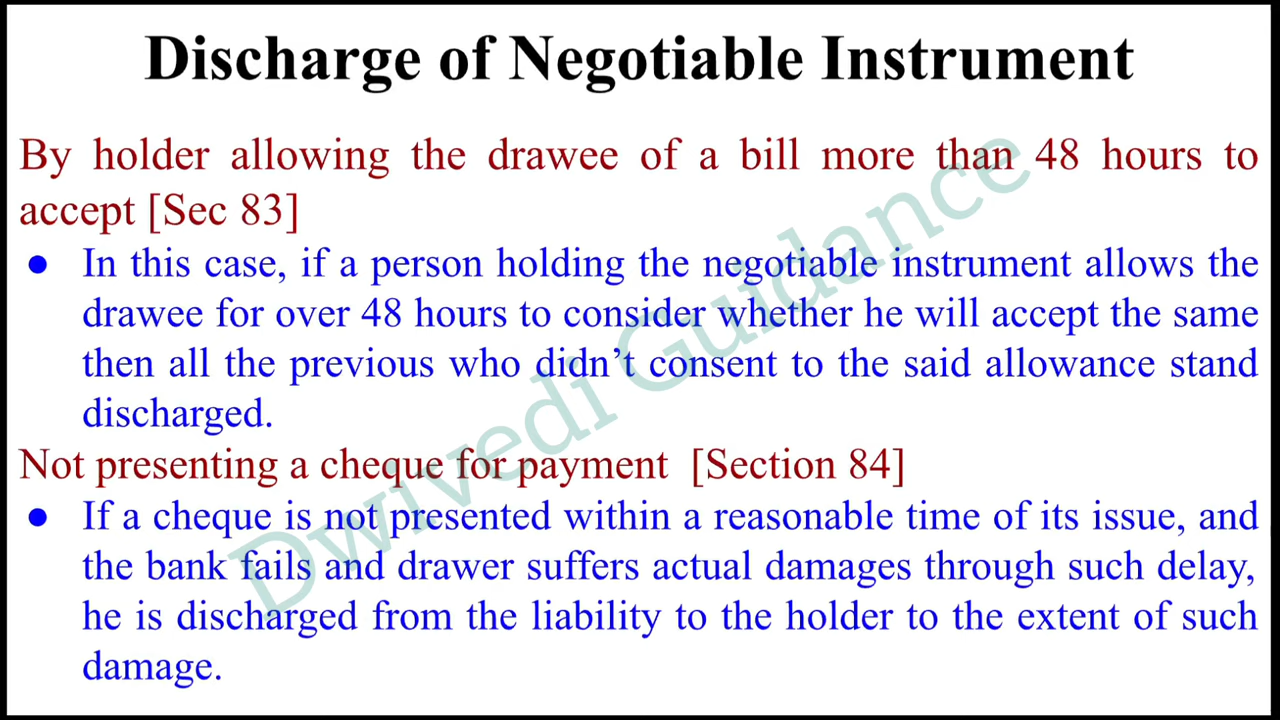 Discharge of Negotiable Instrument
By holder allowing the drawee of a bill more than 48 hours to
accept [Sec 83]
● In this case, if a person holding the negotiable instrument allows the
drawee for over 48 hours to consider whether he will accept the same
then all the previous who didn’t consent to the said allowance stand
discharged.
Not presenting a cheque for payment [Section 84]
● If a cheque is not presented within a reasonable time of its issue, and
the bank fails and drawer suffers actual damages through such delay,
he is discharged from the liability to the holder to the extent of such
damage.
Dwivedi Guidance